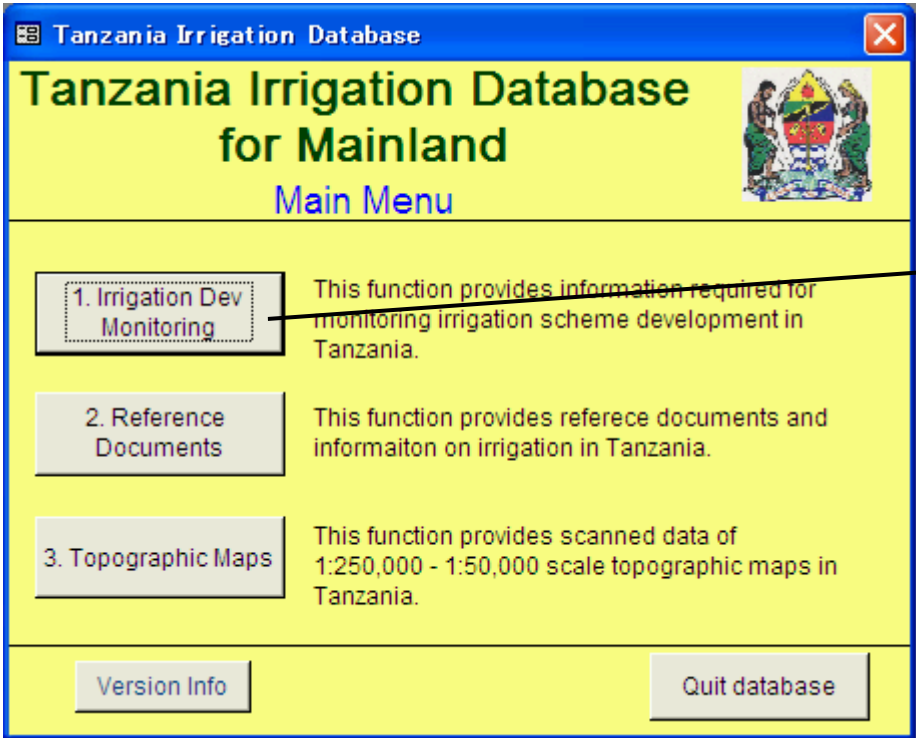 Tanzania Irrigation Database
Tanzania Irrigation Database
for Mainland
Main Menu
1. Irrigation Dev
Monitoring
This function provides information required for
monitoring irrigation scheme development in
Tanzania.
2. Reference
Documents
This function provides referece documents and
informaiton on irrigation in Tanzania.
3. Topographic Maps
This function provides scanned data of
1:250,000 - 1:50,000 scale topographic maps in
Tanzania.
Version Info
Quit database